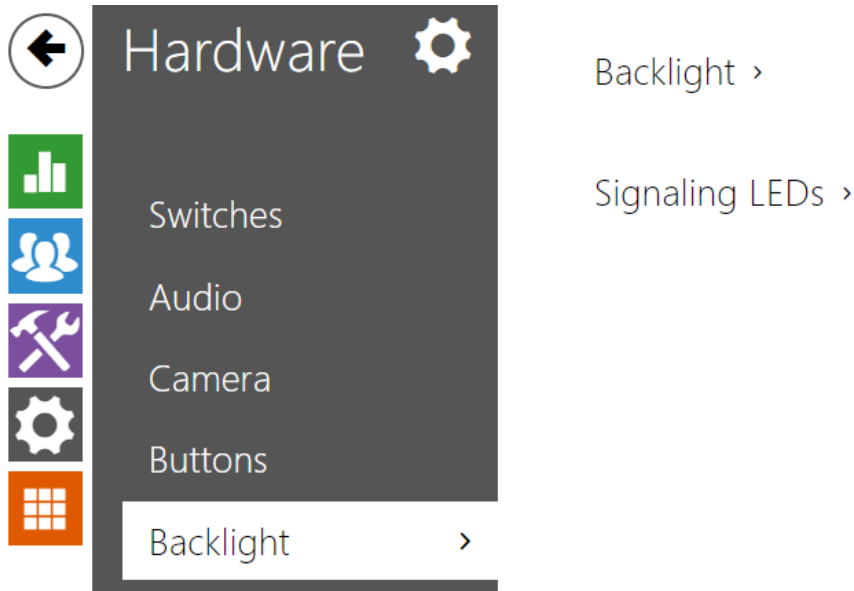 Hardware
Switches
Audio
Camera
Buttons
Backlight ›
Backlight ›
Signaling LEDs ›